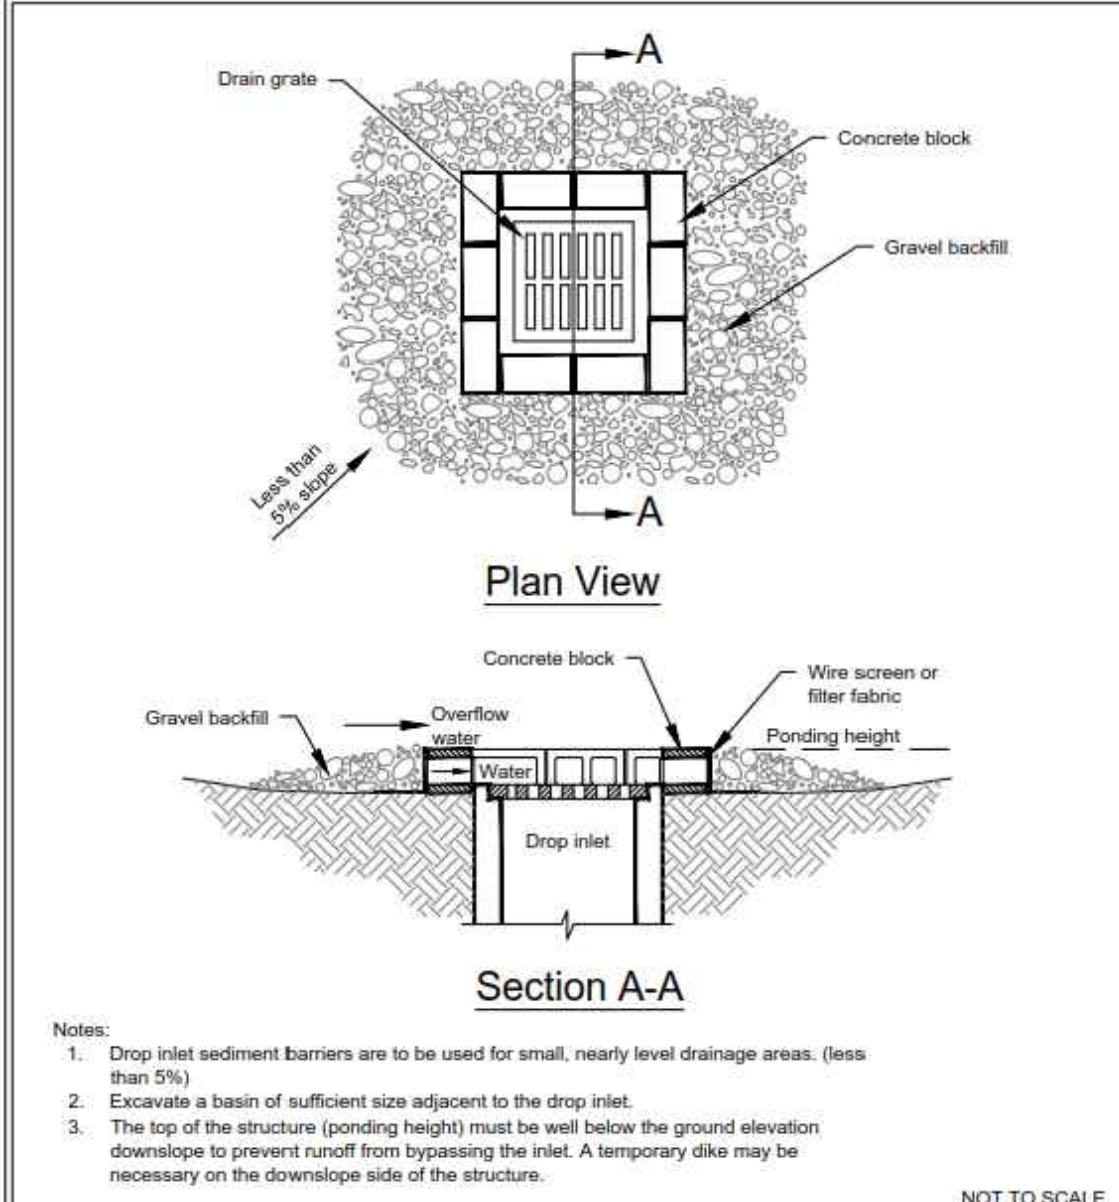 A
Drain grate
Concrete block
Gravel backfill
Less than
5% slope
A
Plan View
Concrete block
Wire screen or
filter fabric
Gravel backfill
Overflow
water
Ponding height
Water
Drop inlet
Section A-A
Notes:
1. Drop inlet sediment barriers are to be used for small, nearly level drainage areas. (less
than 5%)
2. Excavate a basin of sufficient size adjacent to the drop inlet.
3. The top of the structure (ponding height) must be well below the ground elevation
downslope to prevent runoff from bypassing the inlet. A temporary dike may be
necessary on the downslope side of the structure.
NOT TO SCALE